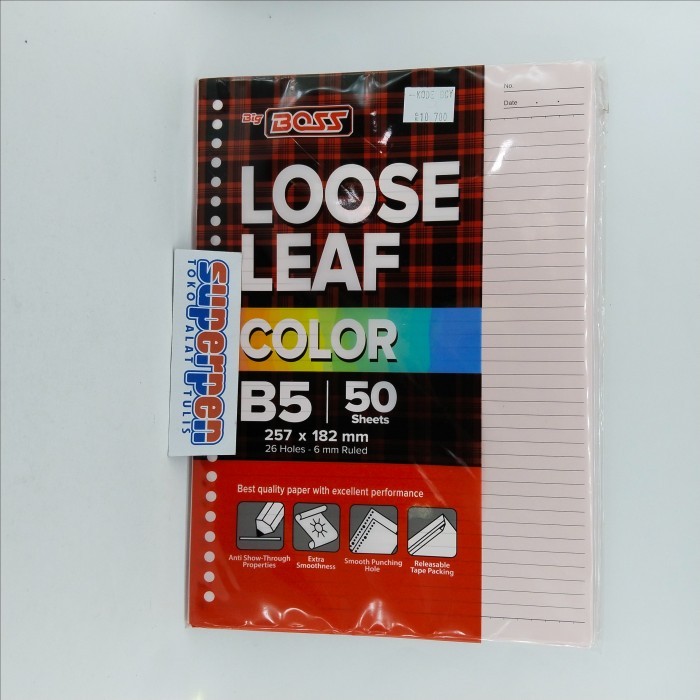 No.
Date
Big BOSS
LOOSE
LEAF
COLOR
B5 | 50
Sheets
257 x 182 mm
26 Holes - 6 mm Ruled
Best quality paper with excellent performance
Anti Show-Through
Properties
Extra
Smoothness
Smooth Punching
Hole
Releasable
Tape Packing
superpen
TOKO ALAT TULIS